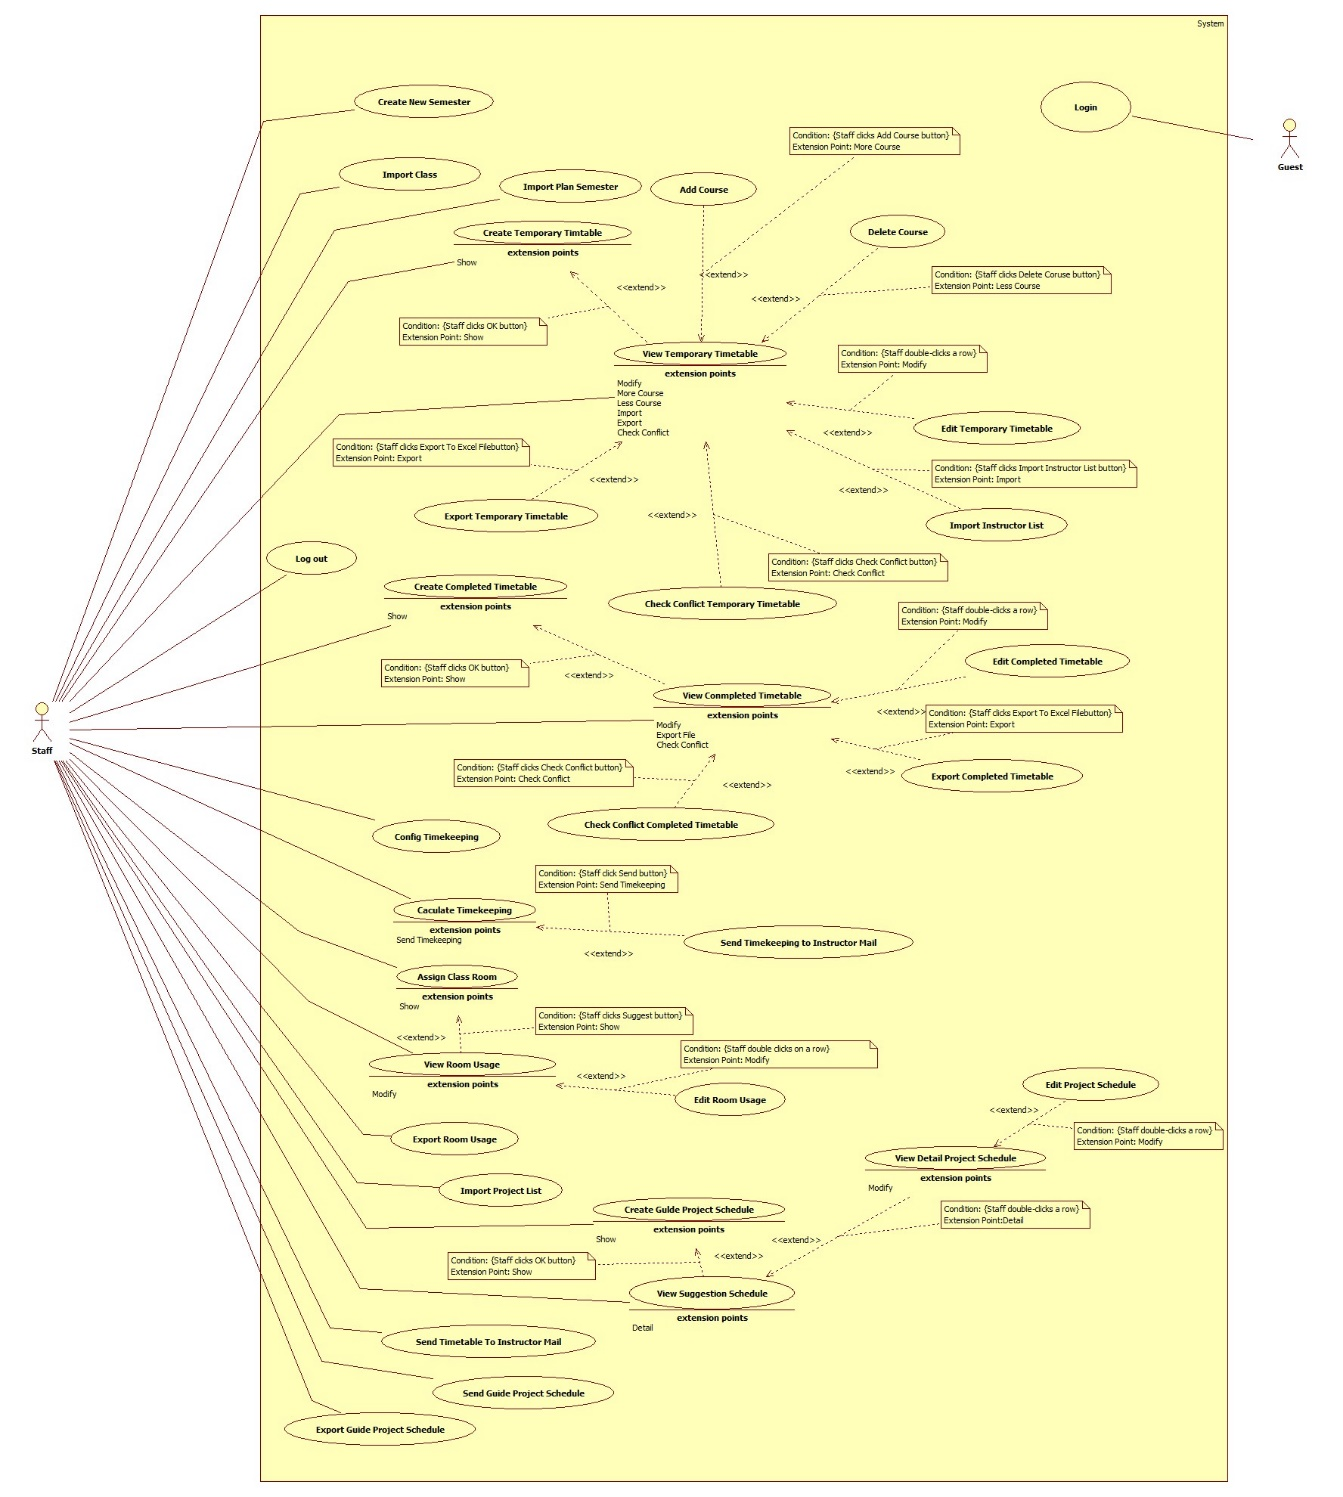 System
Create New Semester
Login
Condition: {Staff clicks Add Course button}
Extension Point: More Course
Guest
Import Class
Import Plan Semester
Add Course
Create Temporary Timtable
extension points
Show
Delete Course
<<extend>>
<<extend>>
<<extend>>
Condition: {Staff clicks Delete Coruse button}
Extension Point: Less Course
Condition: {Staff clicks OK button}
Extension Point: Show
View Temporary Timetable
extension points
Modify
More Course
Less Course
Import
Export
Check Conflict
Condition: {Staff double-clicks a row}
Extension Point: Modify
Edit Temporary Timetable
<<extend>>
Condition: {Staff clicks Export To Excel Filebutton}
Extension Point: Export
<<extend>>
Condition: {Staff clicks Import Instructor List button}
Extension Point: Import
<<extend>>
Export Temporary Timetable
<<extend>>
Import Instructor List
Log out
Condition: {Staff clicks Check Conflict button}
Extension Point: Check Conflict
Create Completed Timetable
extension points
Show
Check Conflict Temporary Timetable
Condition: {Staff double-clicks a row}
Extension Point: Modify
Edit Completed Timetable
Condition: {Staff clicks OK button}
Extension Point: Show
<<extend>>
View Conmpleted Timetable
extension points
Modify
Export File
Check Conflict
<<extend>>
Condition: {Staff clicks Export To Excel Filebutton}
Extension Point: Export
Staff
Condition: {Staff clicks Check Conflict button}
Extension Point: Check Conflict
<<extend>>
<<extend>>
Export Completed Timetable
Check Conflict Completed Timetable
Config Timekeeping
Condition: {Staff click Send button}
Extension Point: Send Timekeeping
Caculate Timekeeping
extension points
Send Timekeeping
Send Timekeeping to Instructor Mail
<<extend>>
Assign Class Room
extension points
Show
Condition: {Staff clicks Suggest button}
Extension Point: Show
<<extend>>
View Room Usage
extension points
Modify
Condition: {Staff double clicks on a row}
Extension Point: Modify
<<extend>>
Edit Room Usage
Edit Project Schedule
<<extend>>
Condition: {Staff double-clicks a row}
Extension Point: Modify
Export Room Usage
View Detail Project Schedule
extension points
Modify
Import Project List
Create Guide Project Schedule
extension points
Show
Condition: {Staff double-clicks a row}
Extension Point:Detail
<<extend>>
<<extend>>
Condition: {Staff clicks OK button}
Extension Point: Show
View Suggestion Schedule
extension points
Detail
Send Timetable To Instructor Mail
Send Guide Project Schedule
Export Guide Project Schedule